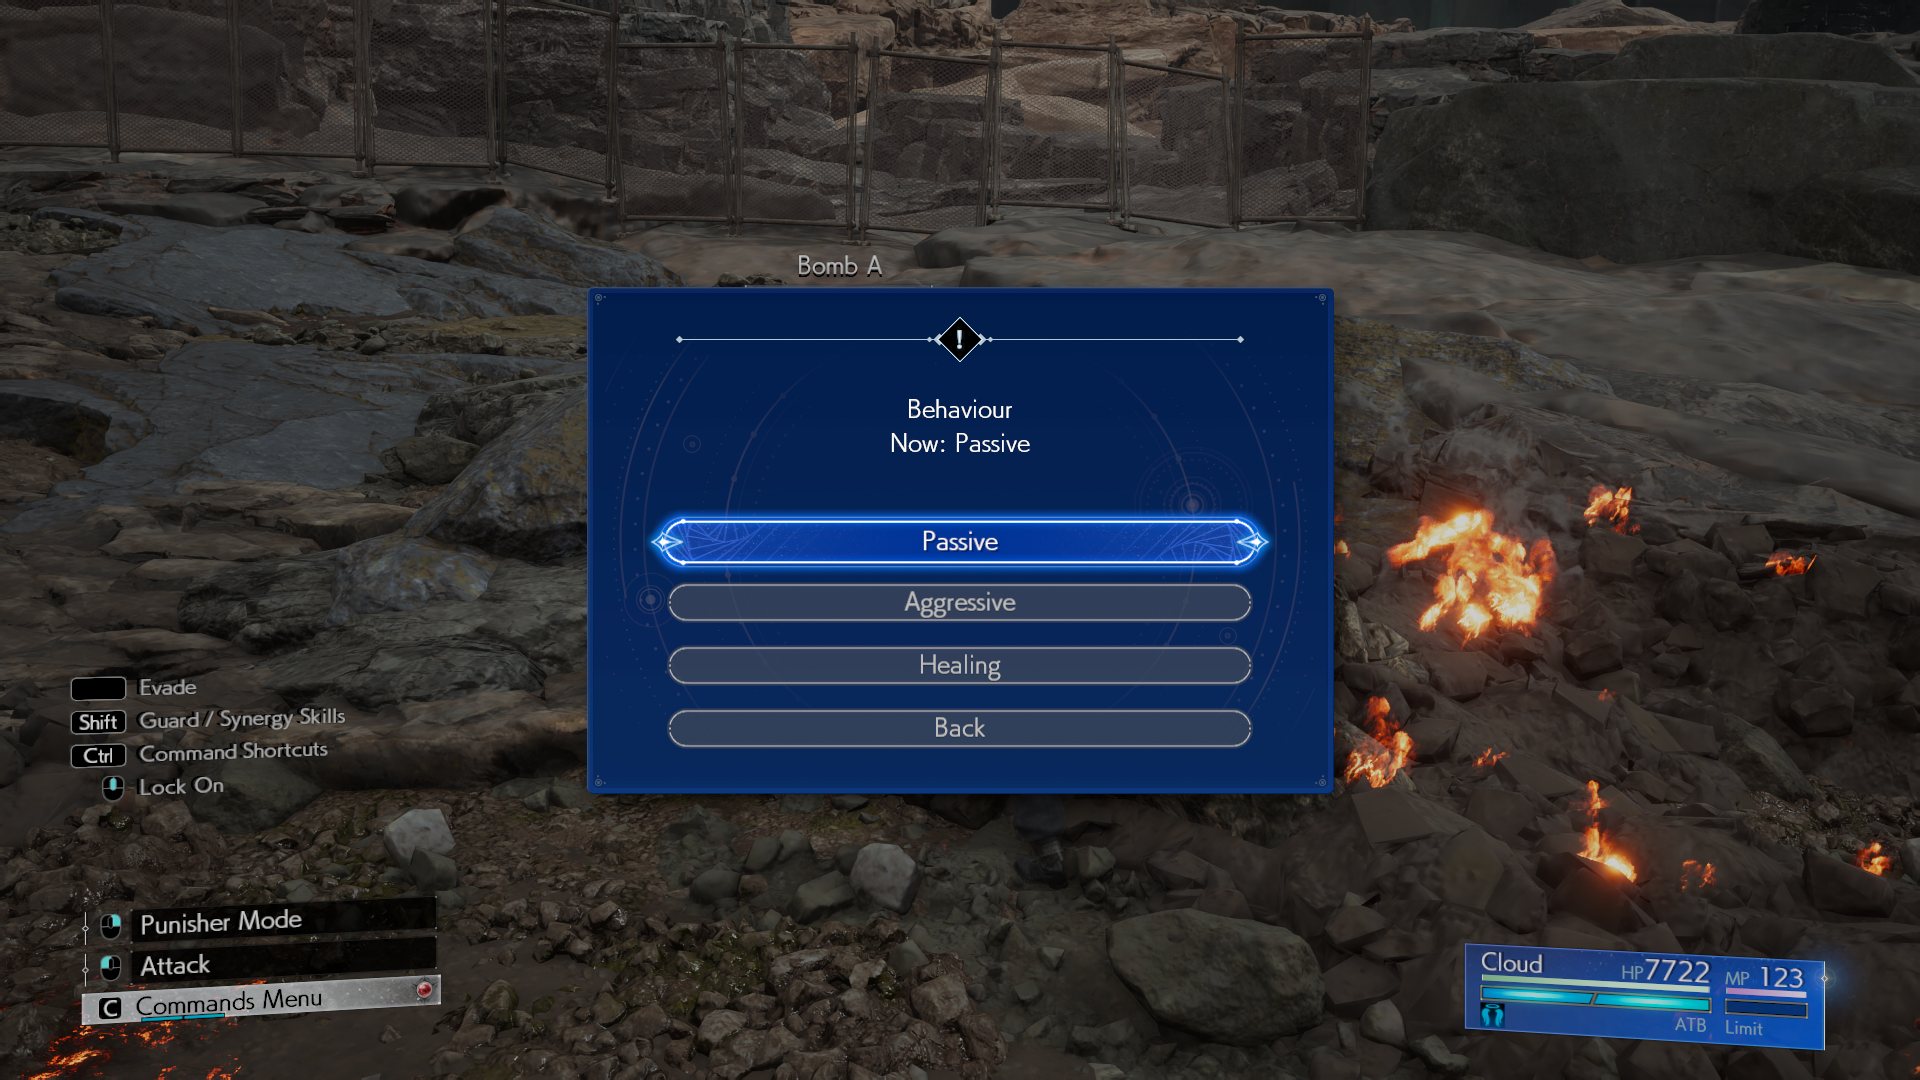 Bomb A
!
Behaviour
Now: Passive
Passive
Aggressive
Healing
Back
Evade
Shift Guard / Synergy Skills
Ctrl Command Shortcuts
Lock On
Punisher Mode
Attack
C Commands Menu
Cloud HP 7722 MP 123
ATB Limit